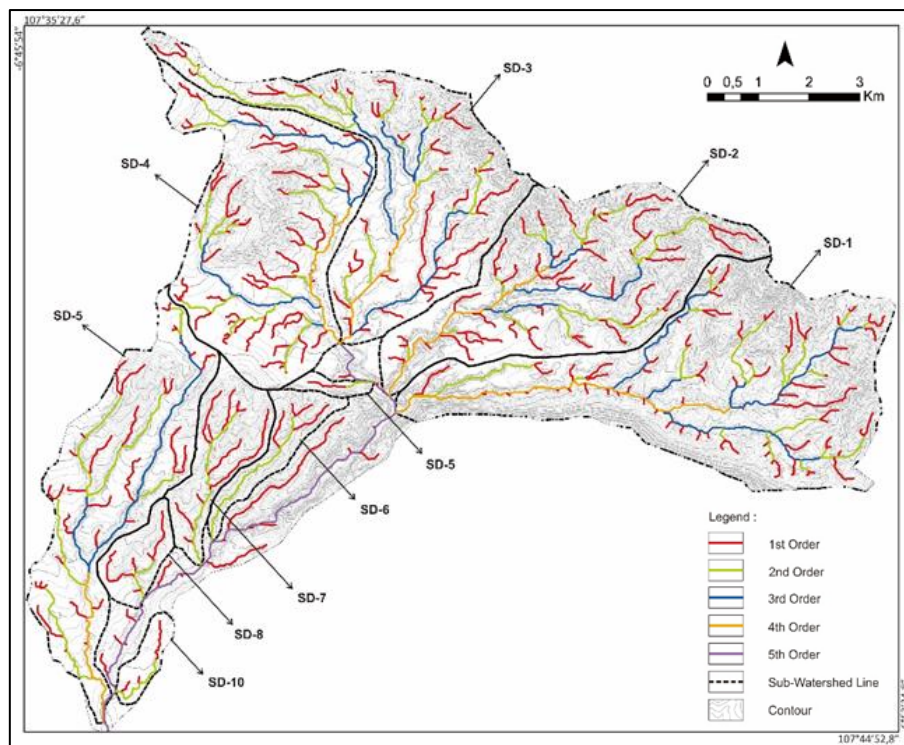 107°35'27,6"
-6°45'54"
SD-3
0 0,5 1 2 3
Km
SD-2
SD-4
SD-1
SD-5
SD-5
SD-6
SD-7
SD-8
SD-10
Legend :
1st Order
2nd Order
3rd Order
4th Order
5th Order
Sub-Watershed Line
Contour
107°44'52,8"